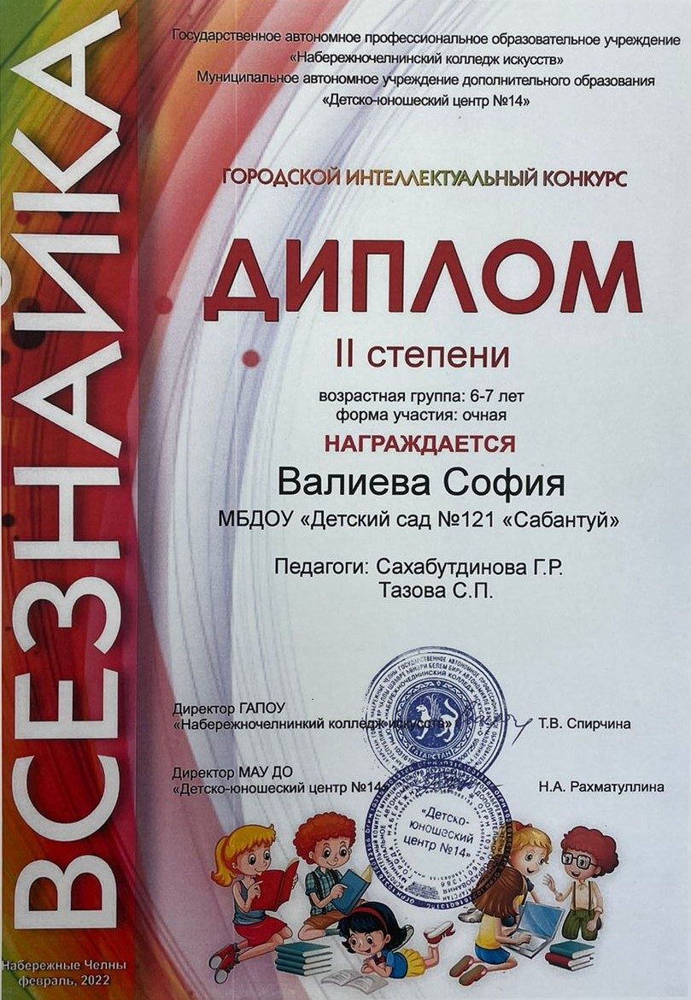 Государственное автономное профессиональное образовательное учреждение
«Набережночелнинский колледж искусств»
Муниципальное автономное учреждение дополнительного образования
«Детско-юношеский центр №14»
ГОРОДСКОЙ ИНТЕЛЛЕКТУАЛЬНЫЙ КОНКУРС
ВСЕЗНАЙКА
ДИПЛОМ
II степени
возрастная группа: 6-7 лет
форма участия: очная
НАГРАЖДАЕТСЯ
Валиева София
МБДОУ «Детский сад №121 «Сабантуй»
Педагоги: Сахабутдинова Г.Р.
Тазова С.П.
Директор ГАПОУ
«Набережночелнинкий колледж искусств»
Т.В. Спирчина
Директор МАУ ДО
«Детско-юношеский центр №14
Н.А. Рахматуллина
ТАТАРСТАН
«Детско-
юношеский
центр №14»
Набережные Челны
февраль, 2022